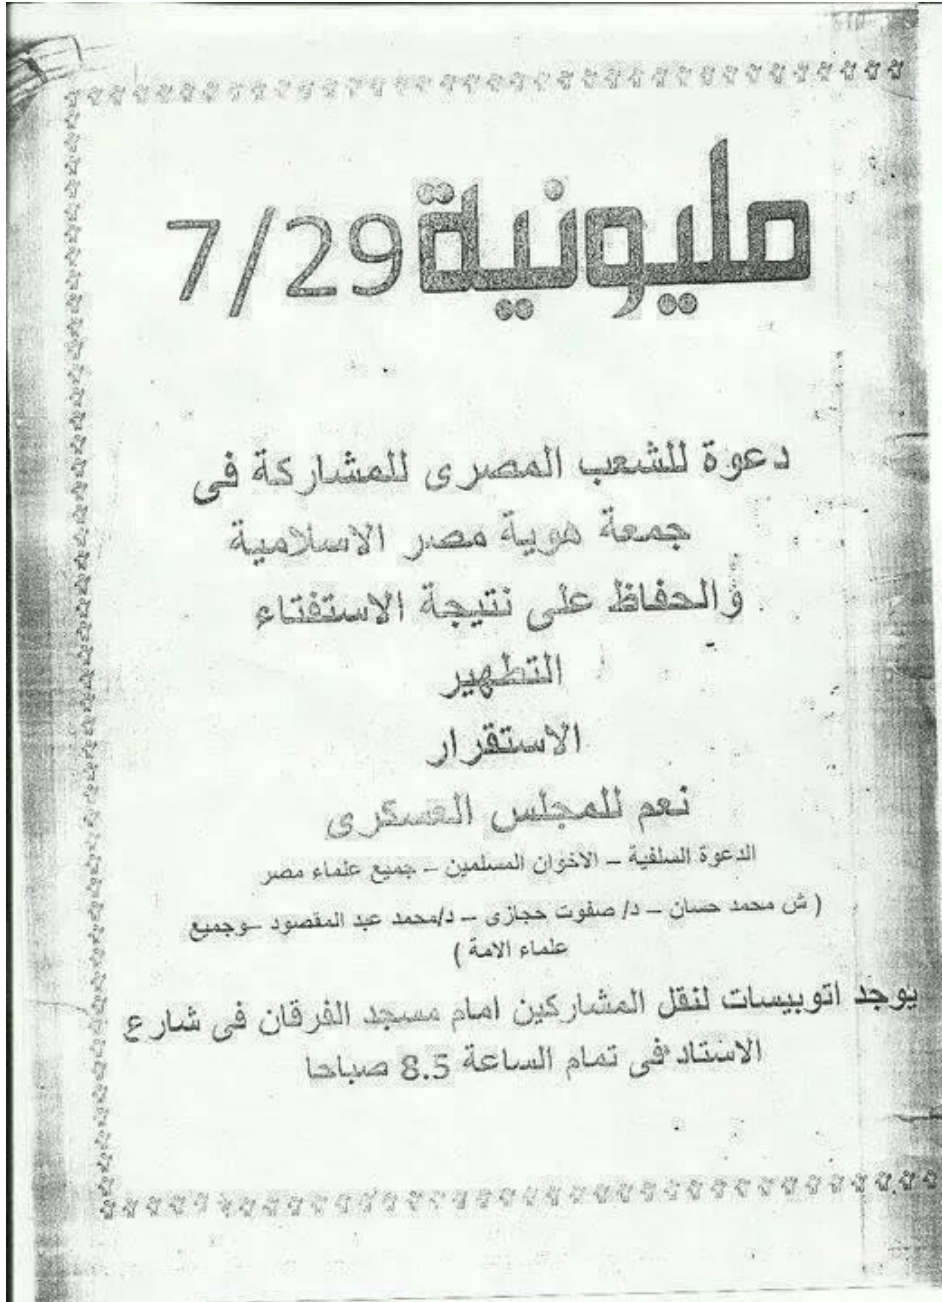 مليونية 7/29
دعوة للشعب المصرى للمشاركة فى
جمعة هوية مصر الاسلامية
والحفاظ على نتيجة الاستفتاء
التطهير
الاستقرار
نعم للمجلس العسكرى
الدعوة السلفية – الاخوان المسلمين – جميع علماء مصر
( ش محمد حسان – د/ صفوت حجازى – د/محمد عبد المقصود –وجميع
علماء الامة )
يوجد اتوبيسات لنقل المشاركين امام مسجد الفرقان فى شارع
الاستاد فى تمام الساعة 8.5 صباحا